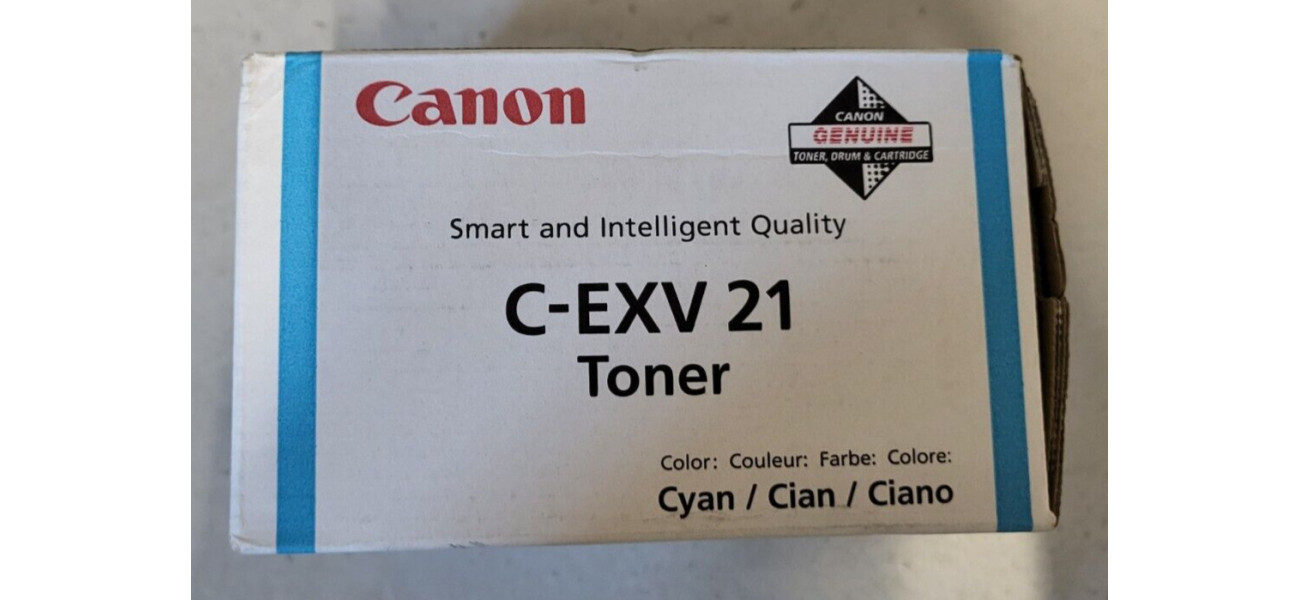 Canon
CANON
GENUINE
TONER, DRUM & CARTRIDGE
Smart and Intelligent Quality
C-EXV 21
Toner
Color: Couleur: Farbe: Colore:
Cyan / Cian / Ciano